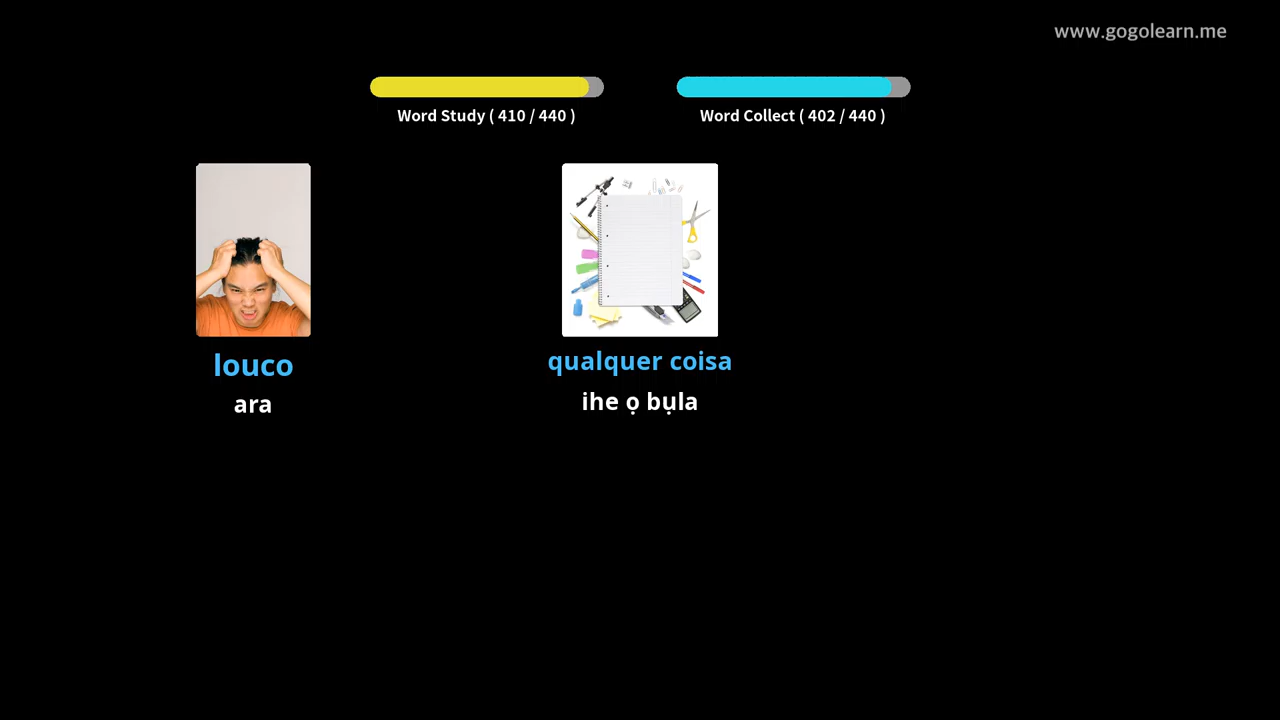 www.gogolearn.me
Word Study ( 410 / 440 )
Word Collect ( 402 / 440 )
louco
ara
qualquer coisa
ihe ọ bụla